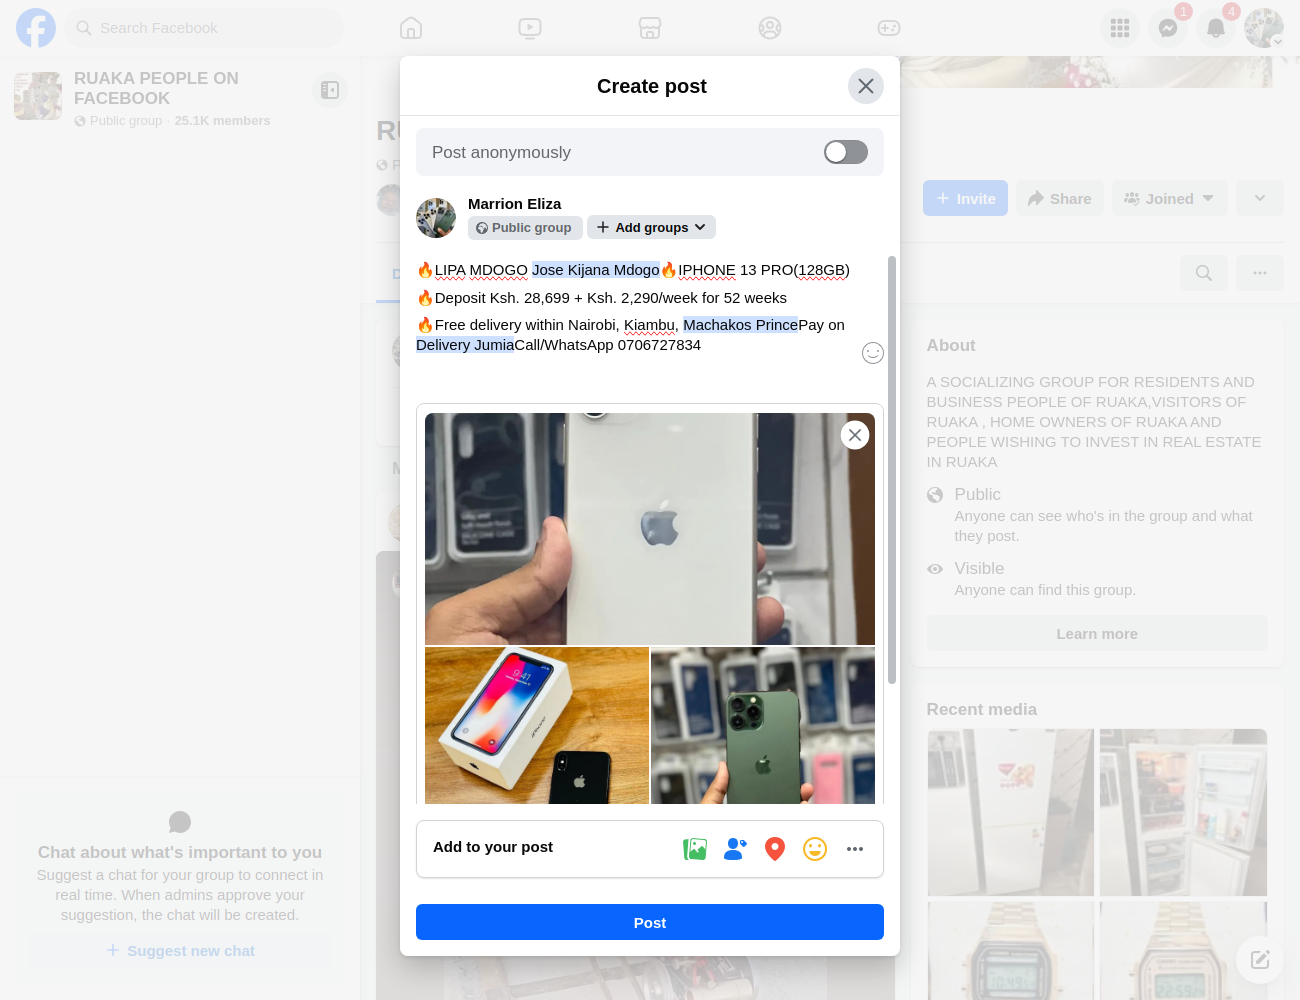 Search Facebook
1
4
RUAKA PEOPLE ON
FACEBOOK
Public group · 25.1K members
Create post
Post anonymously
Marrion Eliza
Public group
Add groups
🔥LIPA MDOGO Jose Kijana Mdogo🔥IPHONE 13 PRO(128GB)
🔥Deposit Ksh. 28,699 + Ksh. 2,290/week for 52 weeks
🔥Free delivery within Nairobi, Kiambu, Machakos PrincePay on
Delivery JumiaCall/WhatsApp 0706727834
9:41
iPhone
Add to your post
Post
Invite
Share
Joined
About
A SOCIALIZING GROUP FOR RESIDENTS AND
BUSINESS PEOPLE OF RUAKA,VISITORS OF
RUAKA , HOME OWNERS OF RUAKA AND
PEOPLE WISHING TO INVEST IN REAL ESTATE
IN RUAKA
Public
Anyone can see who's in the group and what
they post.
Visible
Anyone can find this group.
Learn more
Recent media
Chat about what's important to you
Suggest a chat for your group to connect in
real time. When admins approve your
suggestion, the chat will be created.
Suggest new chat